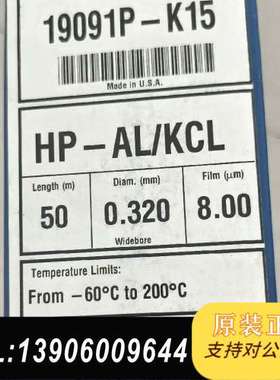 19091P–K15
Made in U.S.A.
HP–AL/KCL
Length (m)
Diam. (mm)
Film (µm)
50
0.320
8.00
Widebore
Temperature Limits:
From –60°C to 200°C
原装正
L:13906009644
支持对公